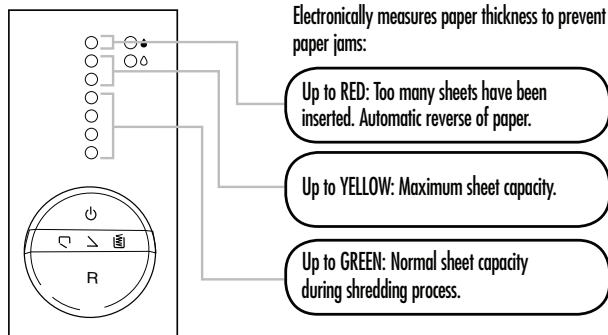 Electronically measures paper thickness to prevent
paper jams:
Up to RED: Too many sheets have been
inserted. Automatic reverse of paper.
Up to YELLOW: Maximum sheet capacity.
Up to GREEN: Normal sheet capacity
during shredding process.
R